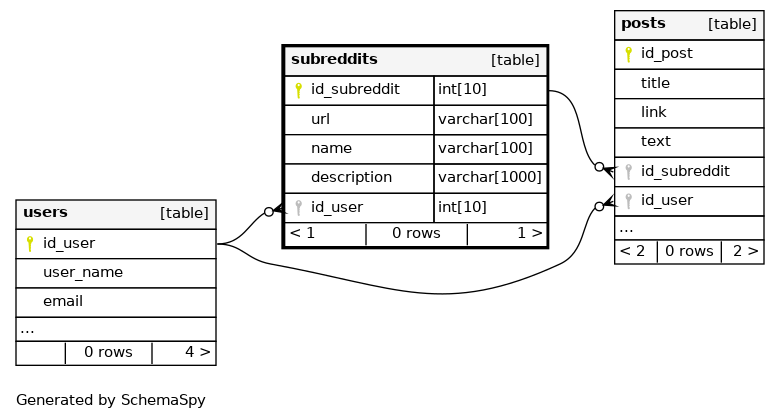 posts [table]
id_post
title
link
text
id_subreddit
id_user
...
< 2 0 rows 2 >
subreddits [table]
id_subreddit int[10]
url varchar[100]
name varchar[100]
description varchar[1000]
id_user int[10]
< 1 0 rows 1 >
users [table]
id_user
user_name
email
...
0 rows 4 >
Generated by SchemaSpy